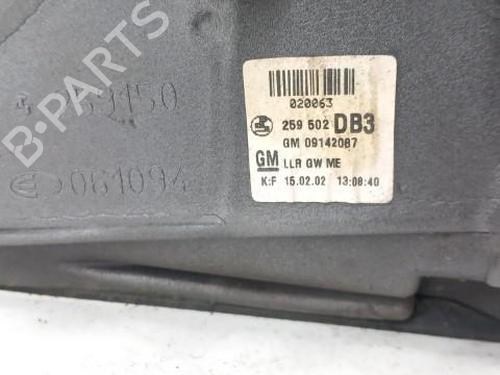 B-PARTS
020063
259 502 DB3
GM 09142087
GM LLR GW ME
K:F 15.02.02 13:08:40